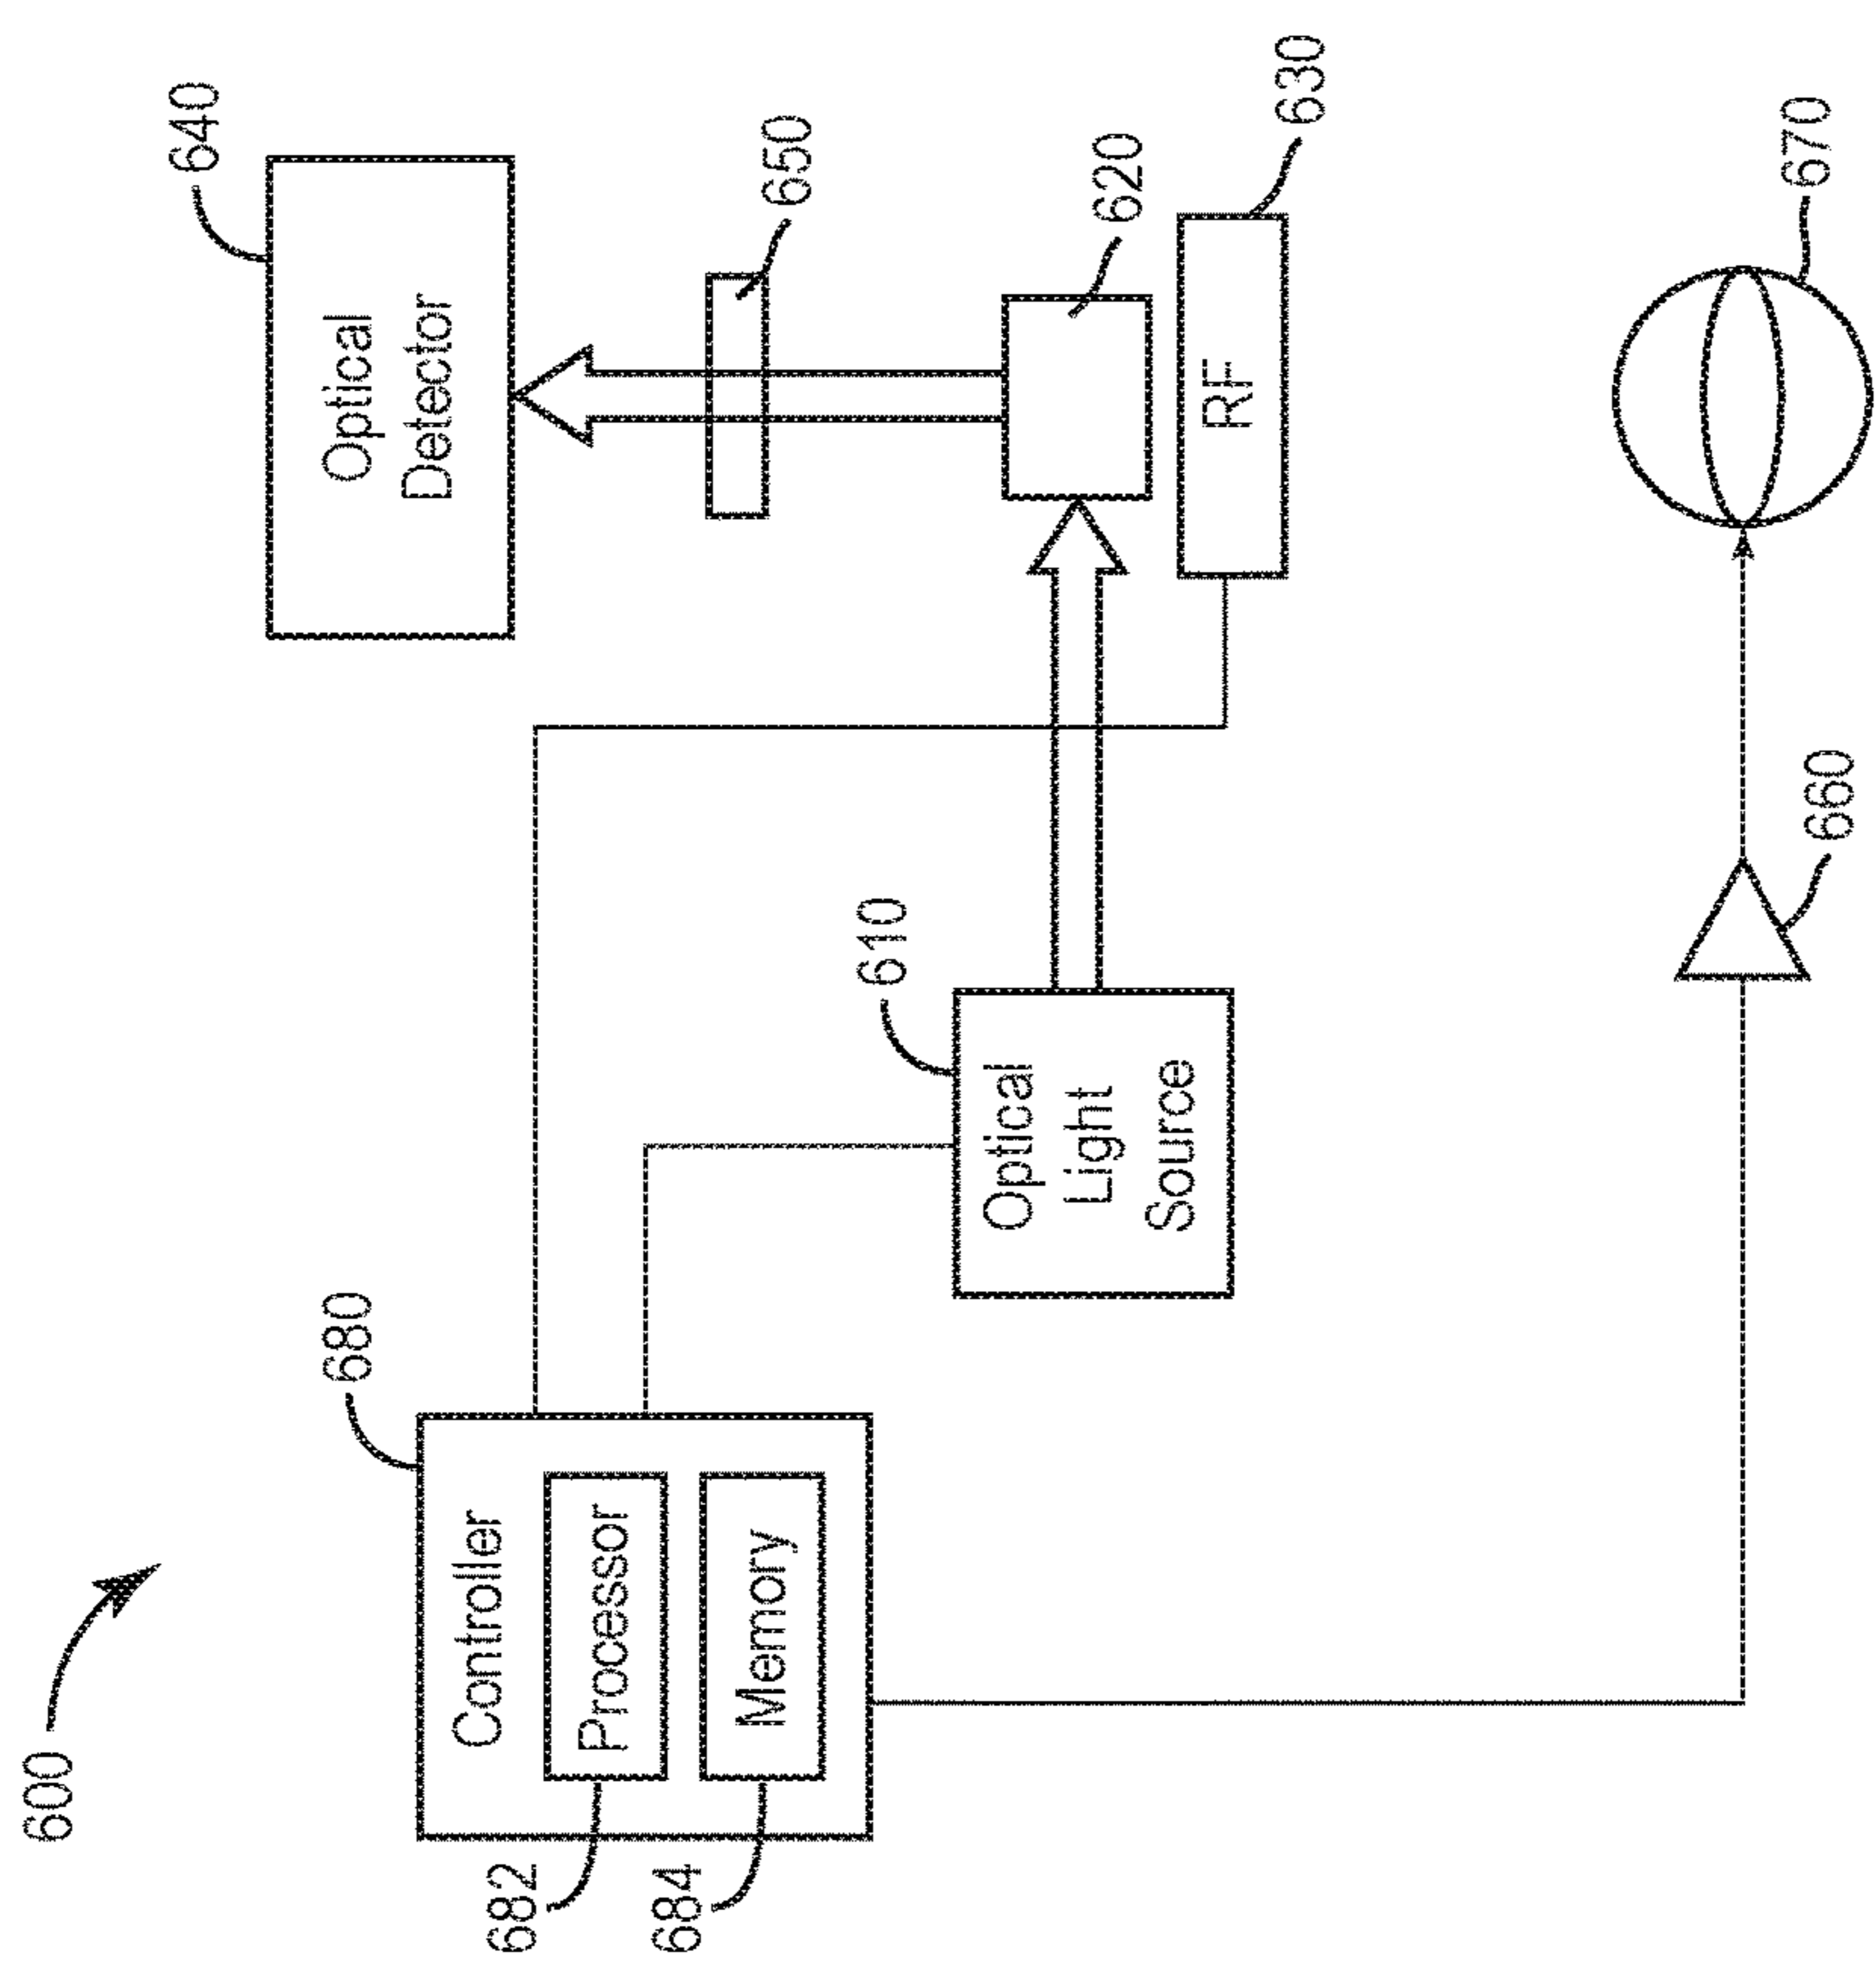 600
680
Controller
682
Processor
684
Memory
610
Optical
Light
Source
640
Optical
Detector
650
620
RF
630
660
670